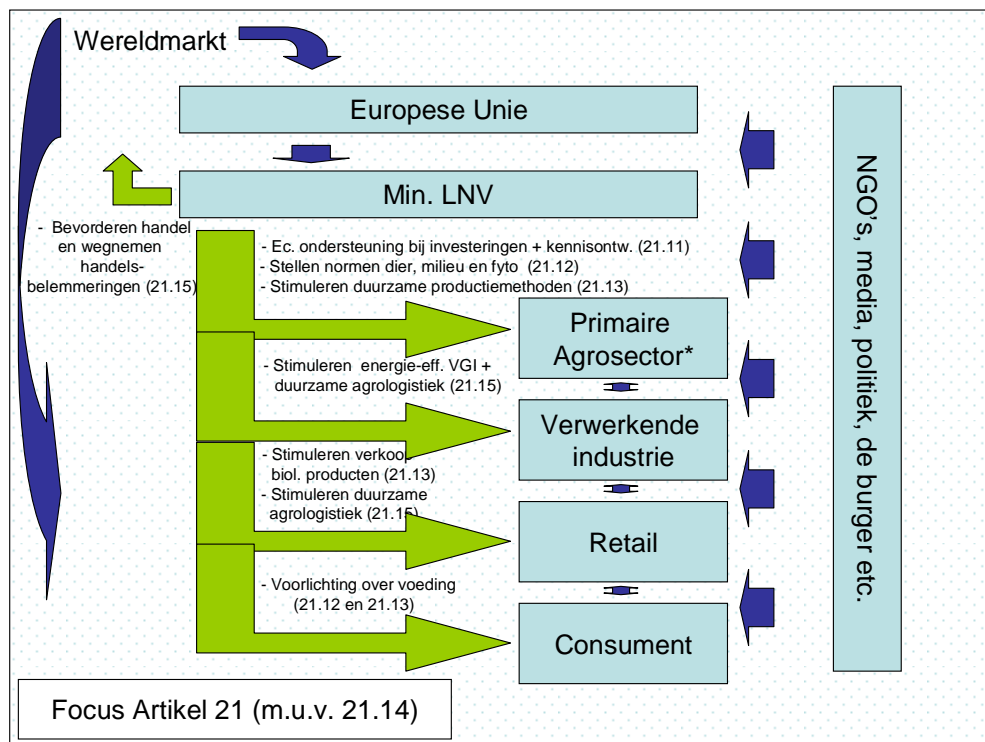 Wereldmarkt
Europese Unie
Min. LNV
- Bevorderen handel
en wegnemen
handels-
belemmeringen (21.15)
- Ec. ondersteuning bij investeringen + kennisontw. (21.11)
- Stellen normen dier, milieu en fyto (21.12)
- Stimuleren duurzame productiemethoden (21.13)
Primaire
Agrosector*
- Stimuleren energie-eff. VGI +
duurzame agrologistiek (21.15)
Verwerkende
industrie
- Stimuleren verkoop
biol. producten (21.13)
- Stimuleren duurzame
agrologistiek (21.15)
Retail
- Voorlichting over voeding
(21.12 en 21.13)
Consument
NGO's, media, politiek, de burger etc.
Focus Artikel 21 (m.u.v. 21.14)